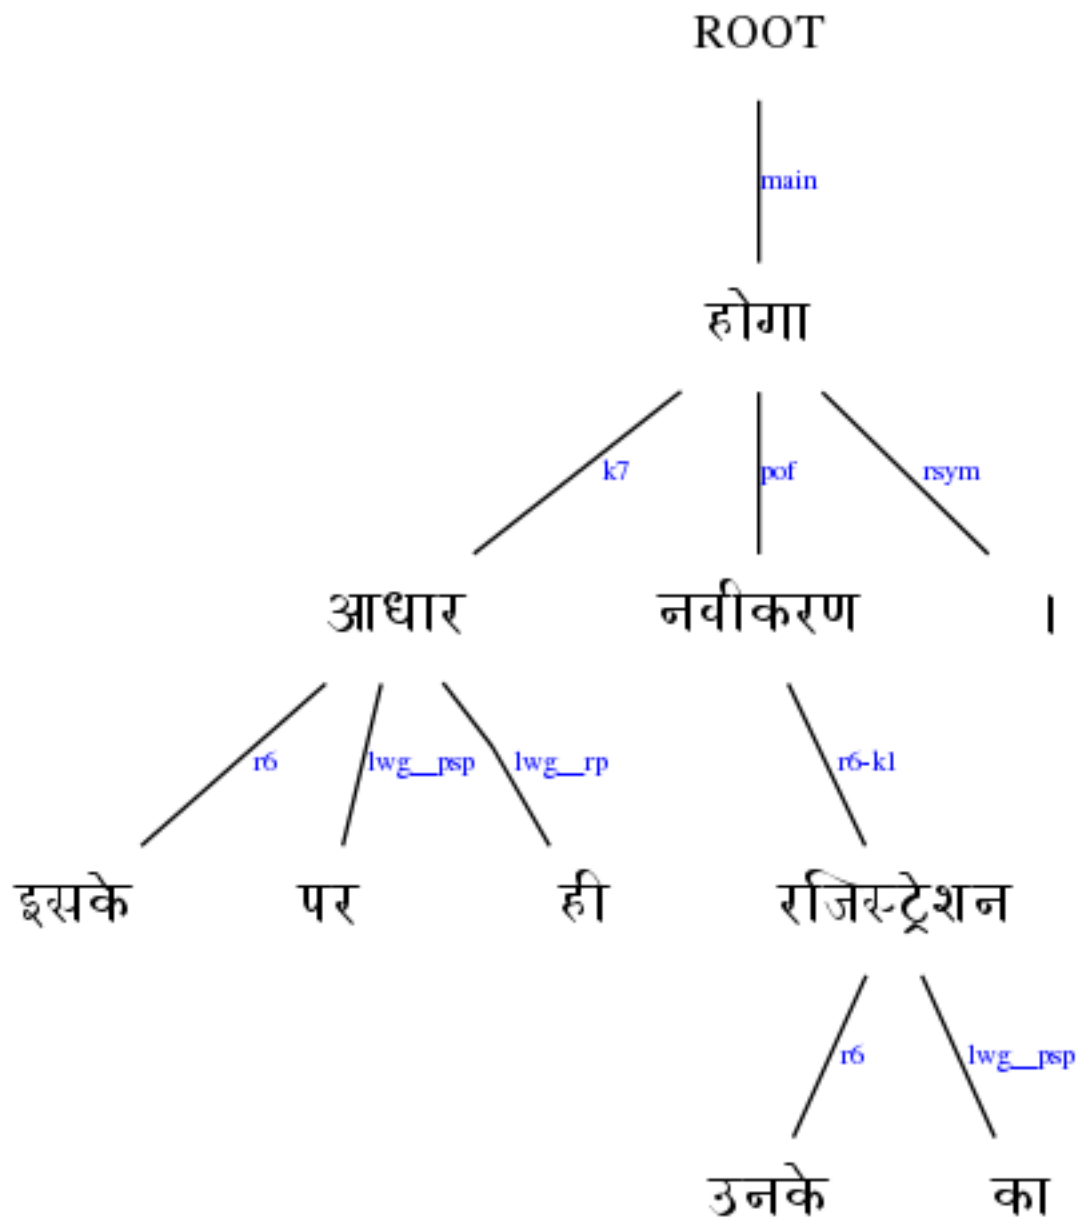 ROOT
main
होगा
k7 pof rsym
आधार नवीकरण ।
r6 lwg__psp lwg__rp r6-k1
इसके पर ही रजिस्ट्रेशन
r6 lwg__psp
उनके का